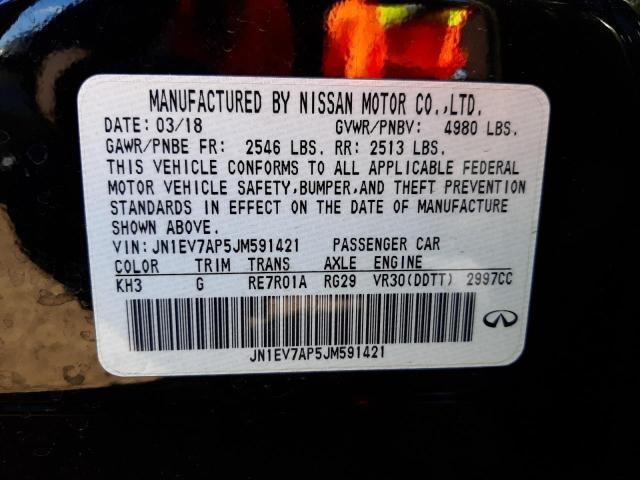 MANUFACTURED BY NISSAN MOTOR CO.,LTD.
DATE: 03/18 GVWR/PNBV: 4980 LBS.
GAWR/PNBE FR: 2546 LBS. RR: 2513 LBS.
THIS VEHICLE CONFORMS TO ALL APPLICABLE FEDERAL
MOTOR VEHICLE SAFETY,BUMPER,AND THEFT PREVENTION
STANDARDS IN EFFECT ON THE DATE OF MANUFACTURE
SHOWN ABOVE.
VIN: JN1EV7AP5JM591421 PASSENGER CAR
COLOR TRIM TRANS AXLE ENGINE
KH3 G RE7R01A RG29 VR30(DDTT) 2997CC
JN1EV7AP5JM591421